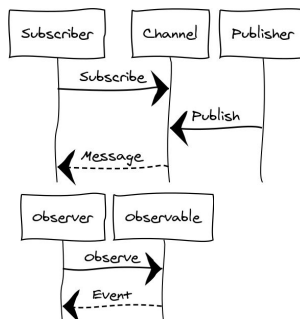 Subscriber Channel Publisher
Subscribe
Publish
Message
Observer Observable
Observe
Event